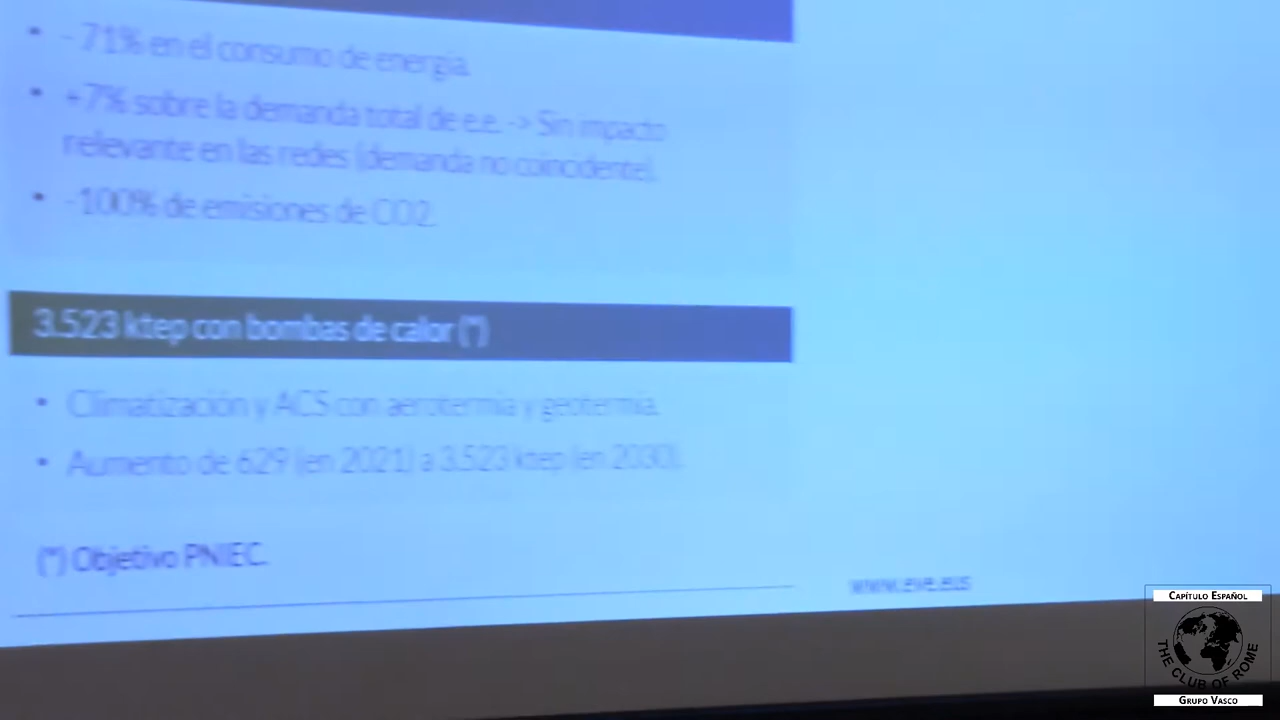 • - 71% en el consumo de energía.
• +7% sobre la demanda total de e.e. -> Sin impacto
relevante en las redes (demanda no coincidente).
• -100% de emisiones de CO2.
3.523 ktep con bombas de calor (*)
• Climatización y ACS con aerotermia y geotermia.
• Aumento de 629 (en 2021) a 3.523 ktep (en 2030).
(*) Objetivo PNIEC.
www.eve.eus
CAPÍTULO ESPAÑOL
THE CLUB OF ROME
GRUPO VASCO